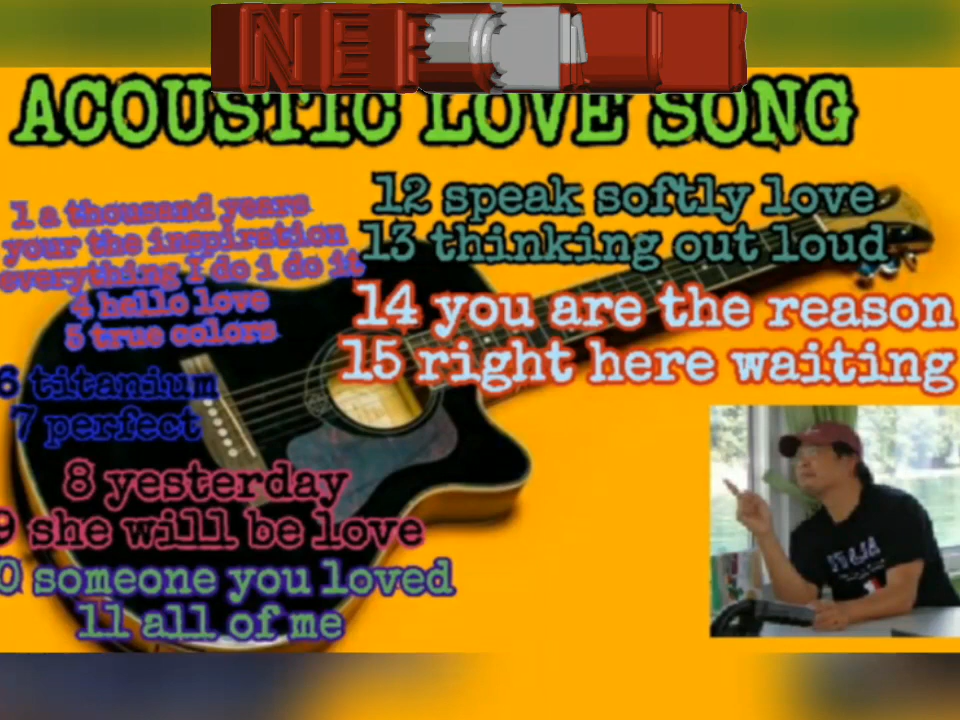 ACOUSTIC LOVE SONG
1 a thousand years
your the inspiration
everything I do i do it
4 hello love
5 true colors
6 titanium
7 perfect
8 yesterday
9 she will be love
0 someone you loved
11 all of me
12 speak softly love
13 thinking out loud
14 you are the reason
15 right here waiting